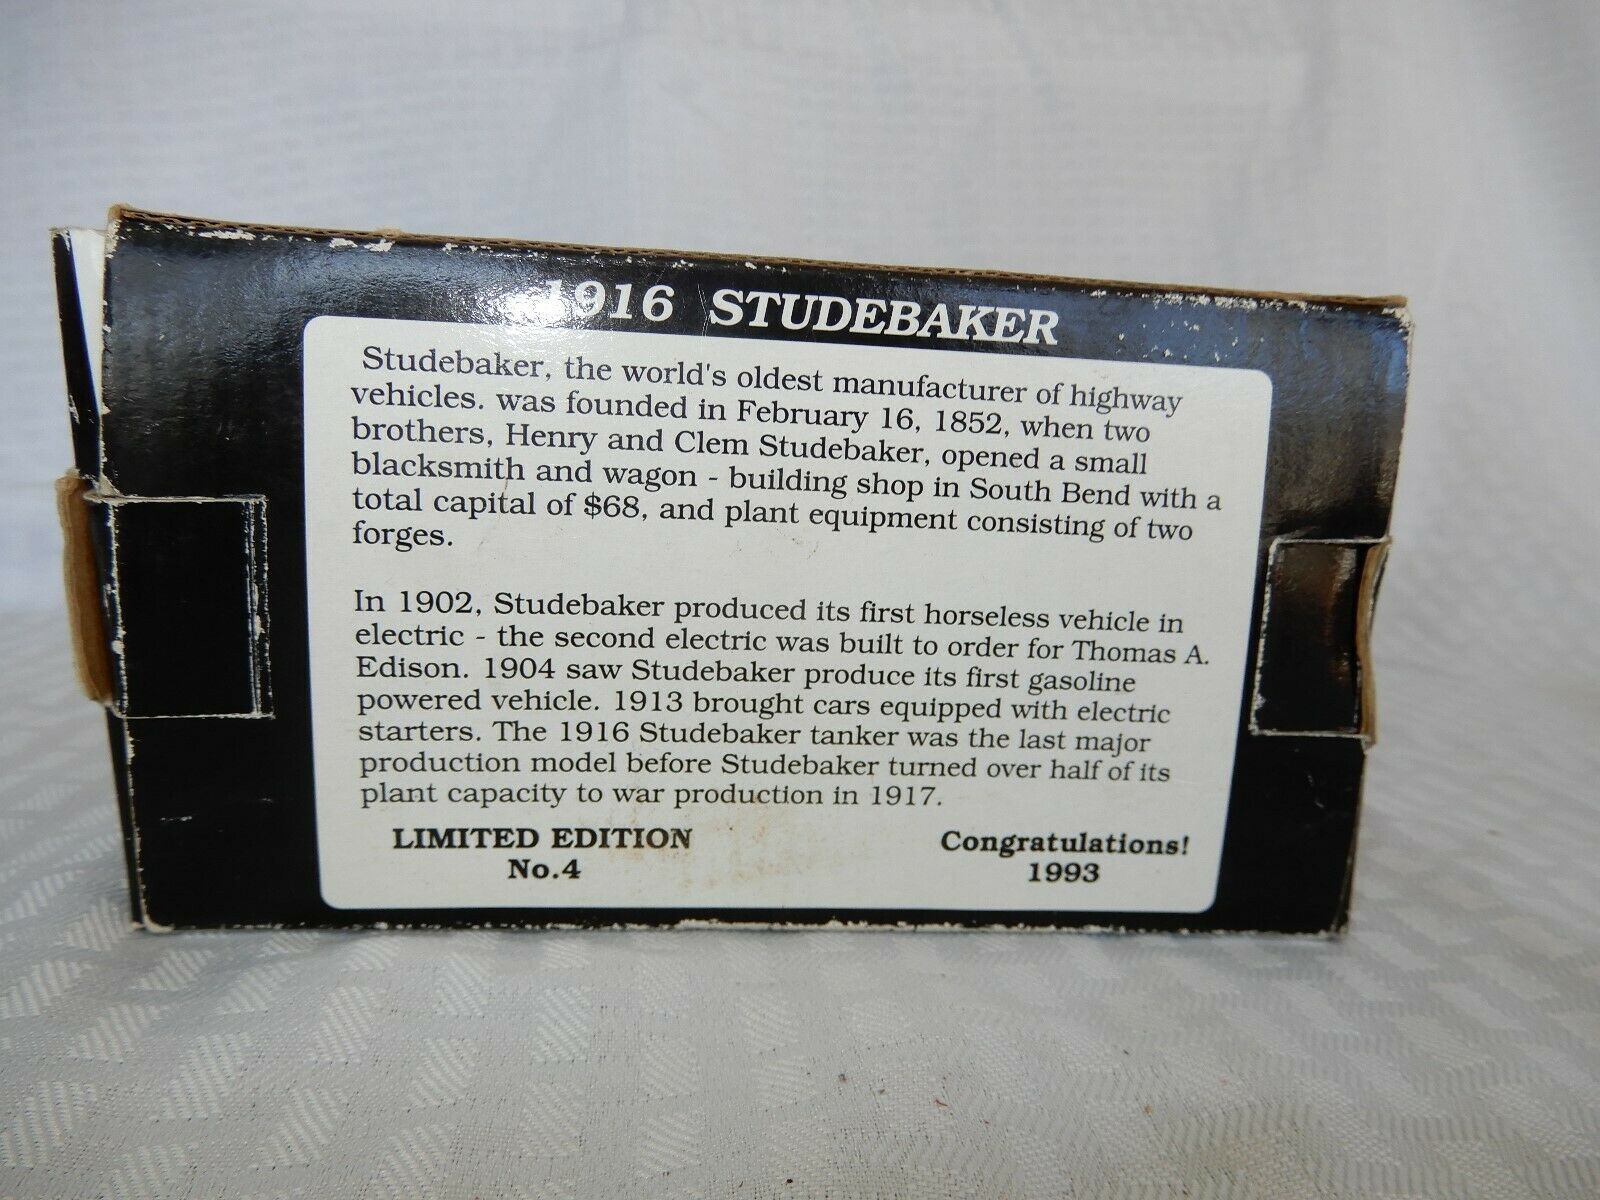 1916 STUDEBAKER
Studebaker, the world's oldest manufacturer of highway
vehicles. was founded in February 16, 1852, when two
brothers, Henry and Clem Studebaker, opened a small
blacksmith and wagon - building shop in South Bend with a
total capital of $68, and plant equipment consisting of two
forges.
In 1902, Studebaker produced its first horseless vehicle in
electric - the second electric was built to order for Thomas A.
Edison. 1904 saw Studebaker produce its first gasoline
powered vehicle. 1913 brought cars equipped with electric
starters. The 1916 Studebaker tanker was the last major
production model before Studebaker turned over half of its
plant capacity to war production in 1917.
LIMITED EDITION
No.4
Congratulations!
1993